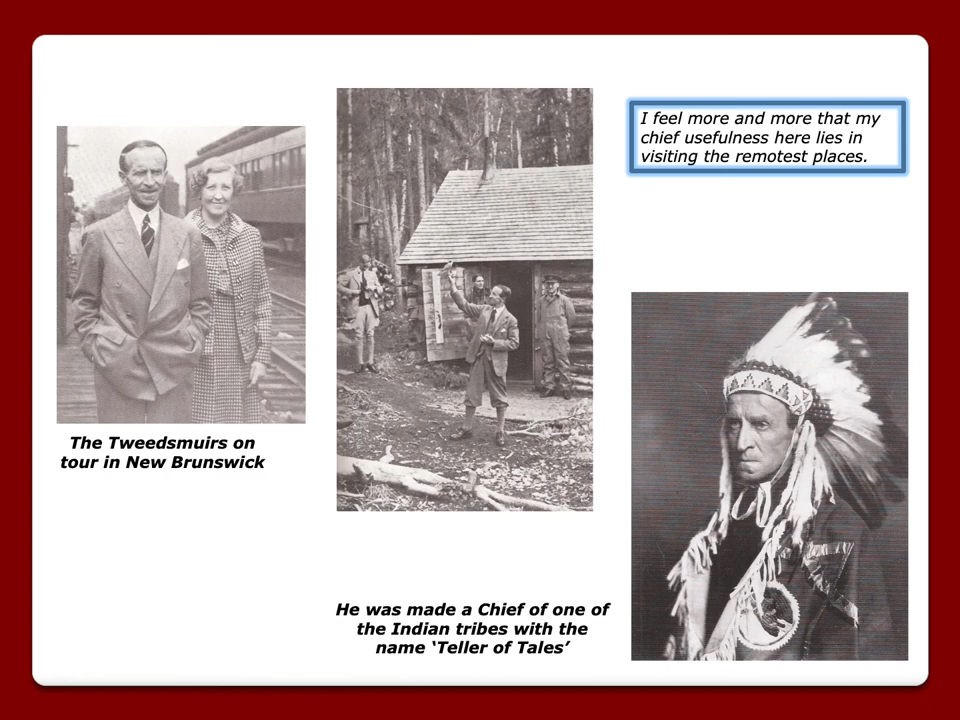 I feel more and more that my
chief usefulness here lies in
visiting the remotest places.
The Tweedsmuirs on
tour in New Brunswick
He was made a Chief of one of
the Indian tribes with the
name ‘Teller of Tales’